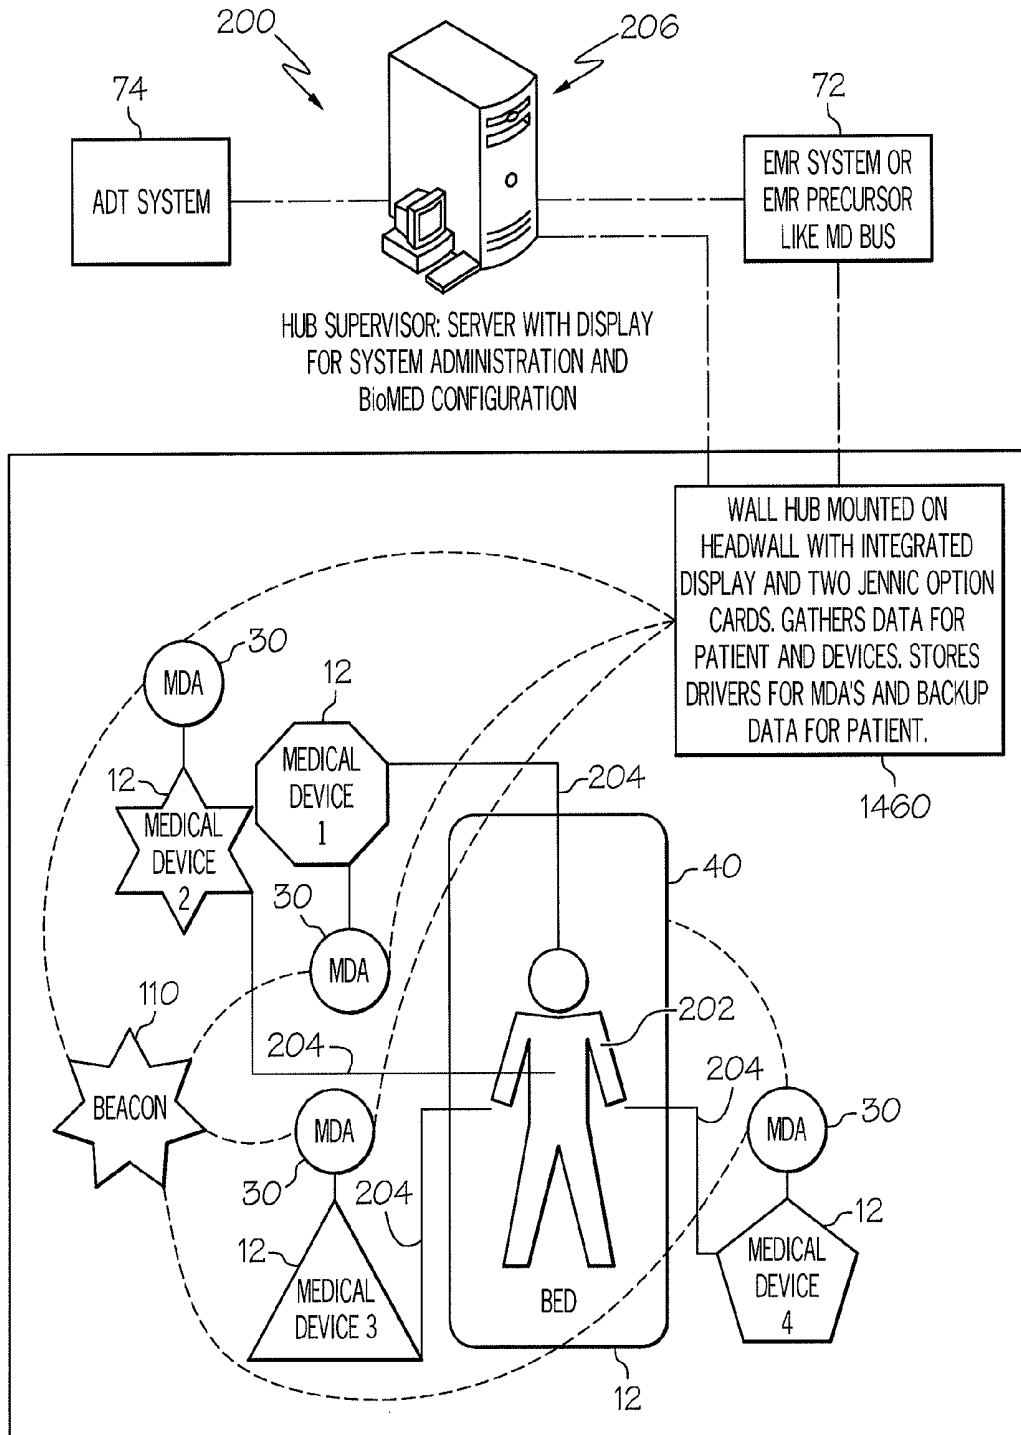 200
206
74
72
ADT SYSTEM
EMR SYSTEM OR
EMR PRECURSOR
LIKE MD BUS
HUB SUPERVISOR: SERVER WITH DISPLAY
FOR SYSTEM ADMINISTRATION AND
BioMED CONFIGURATION
WALL HUB MOUNTED ON
HEADWALL WITH INTEGRATED
DISPLAY AND TWO JENNIC OPTION
CARDS. GATHERS DATA FOR
PATIENT AND DEVICES. STORES
DRIVERS FOR MDA'S AND BACKUP
DATA FOR PATIENT.
1460
30
MDA
12
MEDICAL
DEVICE
1
204
12
MEDICAL
DEVICE
2
40
30
MDA
110
202
BEACON
204
204
MDA
30
MDA
30
204
12
MEDICAL
DEVICE 3
12
MEDICAL
DEVICE
4
BED
12